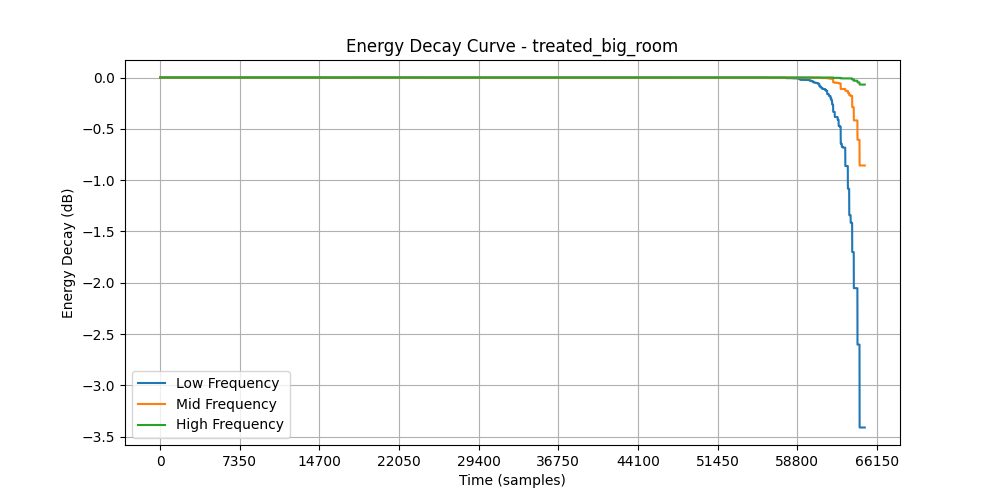 Energy Decay Curve - treated_big_room
Energy Decay (dB)
0.0
−0.5
−1.0
−1.5
−2.0
−2.5
−3.0
−3.5
Low Frequency
Mid Frequency
High Frequency
0 7350 14700 22050 29400 36750 44100 51450 58800 66150
Time (samples)